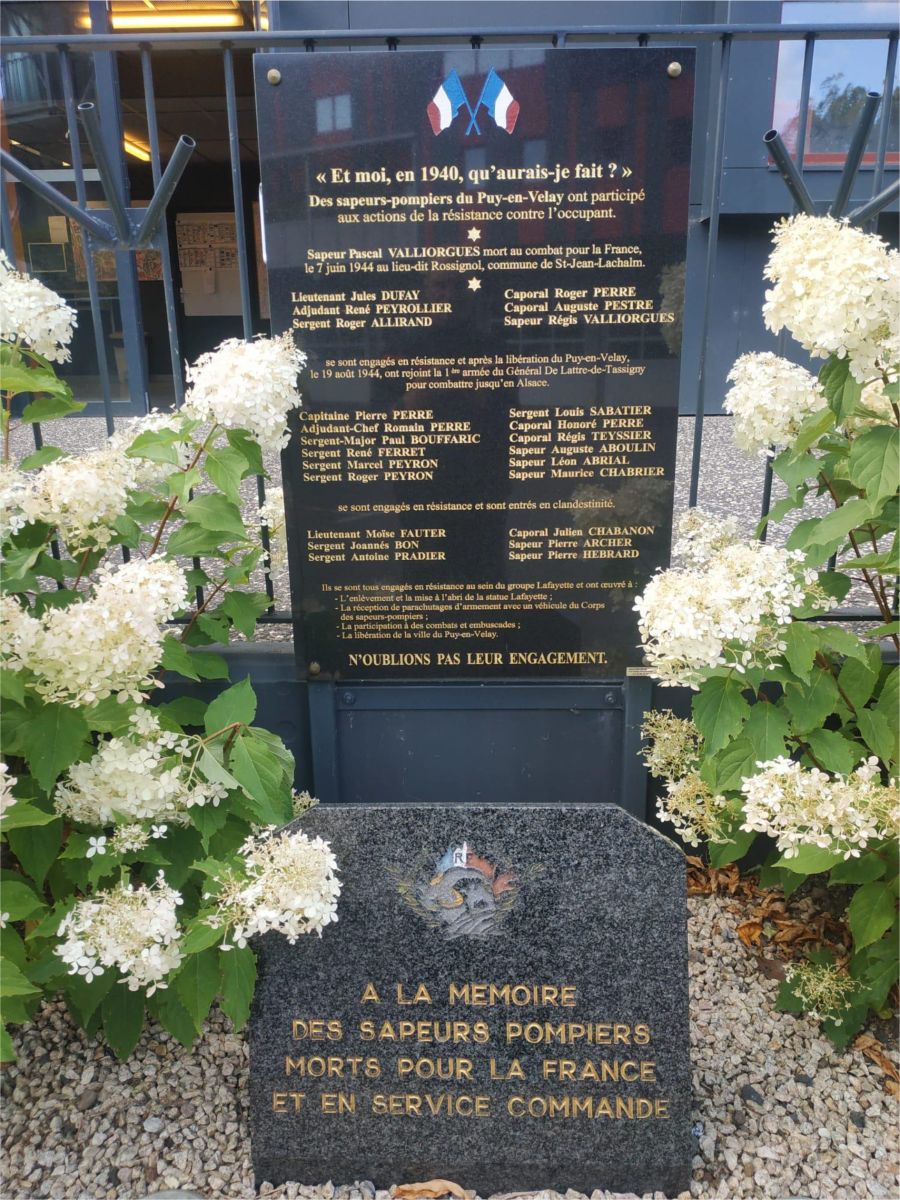 « Et moi, en 1940, qu'aurais-je fait ? »
Des sapeurs-pompiers du Puy-en-Velay ont participé
aux actions de la résistance contre l'occupant.
Sapeur Pascal VALLIORGUES mort au combat pour la France,
le 7 juin 1944 au lieu-dit Rossignol, commune de St-Jean-Lachalm.
Lieutenant Jules DUFAY
Adjudant René PEYROLLIER
Sergent Roger ALLIRAND
Caporal Roger PERRE
Caporal Auguste PESTRE
Sapeur Régis VALLIORGUES
se sont engagés en résistance et après la libération du Puy-en-Velay,
le 19 août 1944, ont rejoint la 1ère armée du Général De Lattre-de-Tassigny
pour combattre jusqu'en Alsace.
Capitaine Pierre PERRE
Adjudant-Chef Romain PERRE
Sergent-Major Paul BOUFFARIC
Sergent René FERRET
Sergent Marcel PEYRON
Sergent Roger PEYRON
Sergent Louis SABATIER
Caporal Honoré PERRE
Caporal Régis TEYSSIER
Sapeur Auguste ABOULIN
Sapeur Léon ABRIAL
Sapeur Maurice CHABRIER
se sont engagés en résistance et sont entrés en clandestinité.
Lieutenant Moïse FAUTER
Sergent Joannés BON
Sergent Antoine PRADIER
Caporal Julien CHABANON
Sapeur Pierre ARCHER
Sapeur Pierre HEBRARD
Ils se sont tous engagés en résistance au sein du groupe Lafayette et ont œuvré à :
- L'enlèvement et la mise à l'abri de la statue Lafayette ;
- La réception de parachutages d'armement avec un véhicule du Corps
des sapeurs-pompiers ;
- La participation à des combats et embuscades ;
- La libération de la ville du Puy-en-Velay.
N'OUBLIONS PAS LEUR ENGAGEMENT.
RF
A LA MEMOIRE
DES SAPEURS POMPIERS
MORTS POUR LA FRANCE
ET EN SERVICE COMMANDE